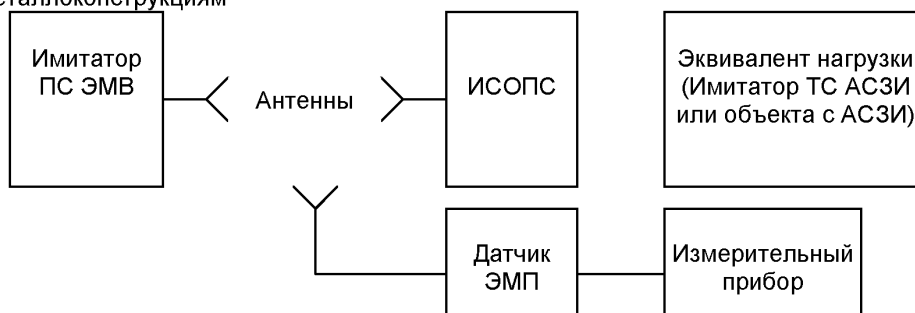 Имитатор
ПС ЭМВ
Антенны
ИСОПС
Эквивалент нагрузки
(Имитатор ТС АСЗИ
или объекта с АСЗИ)
Датчик
ЭМП
Измерительный
прибор